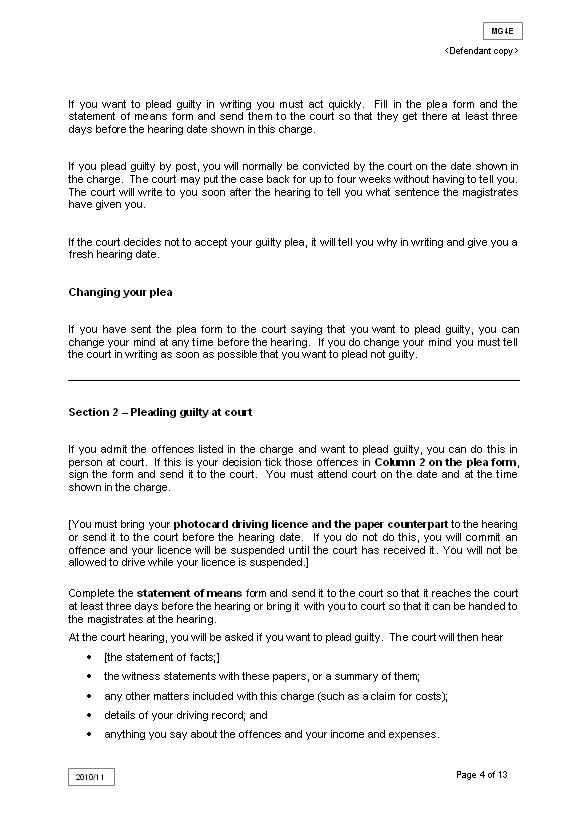 MG4E
<Defendant copy>
If you want to plead guilty in writing you must act quickly. Fill in the plea form and the
statement of means form and send them to the court so that they get there at least three
days before the hearing date shown in this charge.
If you plead guilty by post, you will normally be convicted by the court on the date shown in
the charge. The court may put the case back for up to four weeks without having to tell you.
The court will write to you soon after the hearing to tell you what sentence the magistrates
have given you.
If the court decides not to accept your guilty plea, it will tell you why in writing and give you a
fresh hearing date.
Changing your plea
If you have sent the plea form to the court saying that you want to plead guilty, you can
change your mind at any time before the hearing. If you do change your mind you must tell
the court in writing as soon as possible that you want to plead not guilty.
Section 2 – Pleading guilty at court
If you admit the offences listed in the charge and want to plead guilty, you can do this in
person at court. If this is your decision tick those offences in Column 2 on the plea form,
sign the form and send it to the court. You must attend court on the date and at the time
shown in the charge.
[You must bring your photocard driving licence and the paper counterpart to the hearing
or send it to the court before the hearing date. If you do not do this, you will commit an
offence and your licence will be suspended until the court has received it. You will not be
allowed to drive while your licence is suspended.]
Complete the statement of means form and send it to the court so that it reaches the court
at least three days before the hearing or bring it with you to court so that it can be handed to
the magistrates at the hearing.
At the court hearing, you will be asked if you want to plead guilty. The court will then hear
• [the statement of facts;]
• the witness statements with these papers, or a summary of them;
• any other matters included with this charge (such as a claim for costs);
• details of your driving record; and
• anything you say about the offences and your income and expenses.
2010/11
Page 4 of 13